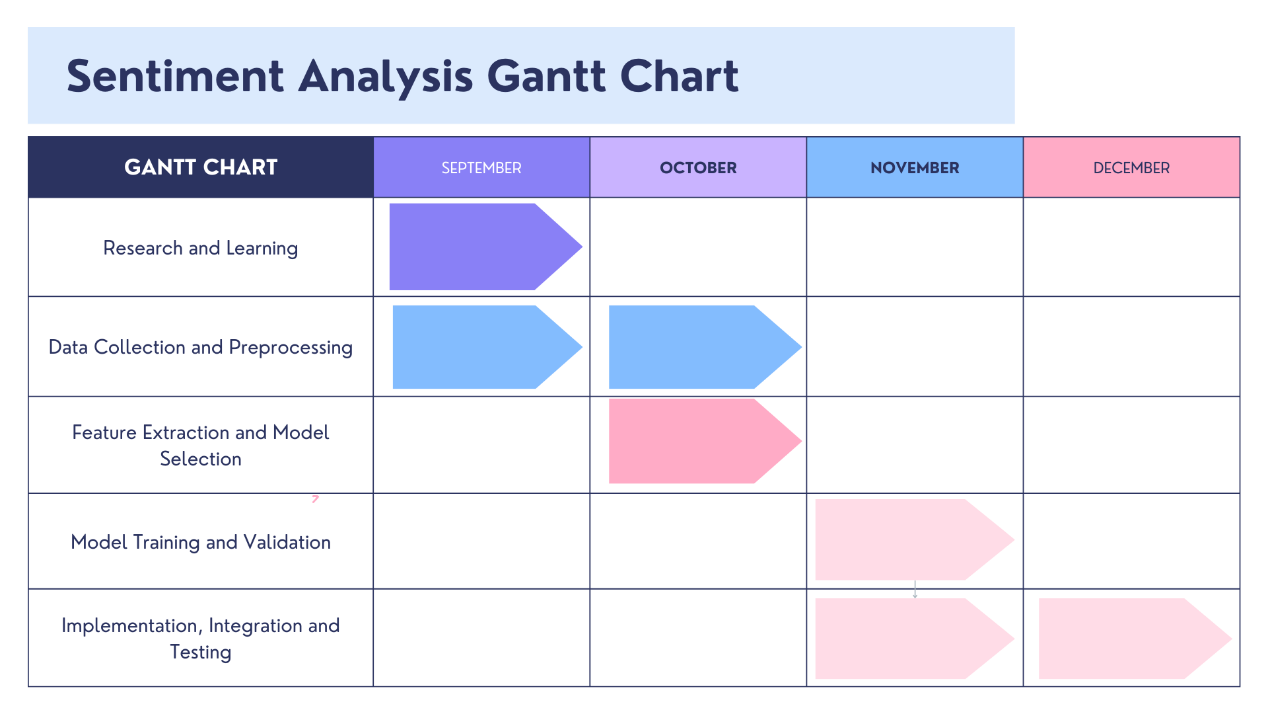 Sentiment Analysis Gantt Chart
GANTT CHART
SEPTEMBER
OCTOBER
NOVEMBER
DECEMBER
Research and Learning
Data Collection and Preprocessing
Feature Extraction and Model
Selection
Model Training and Validation
Implementation, Integration and
Testing